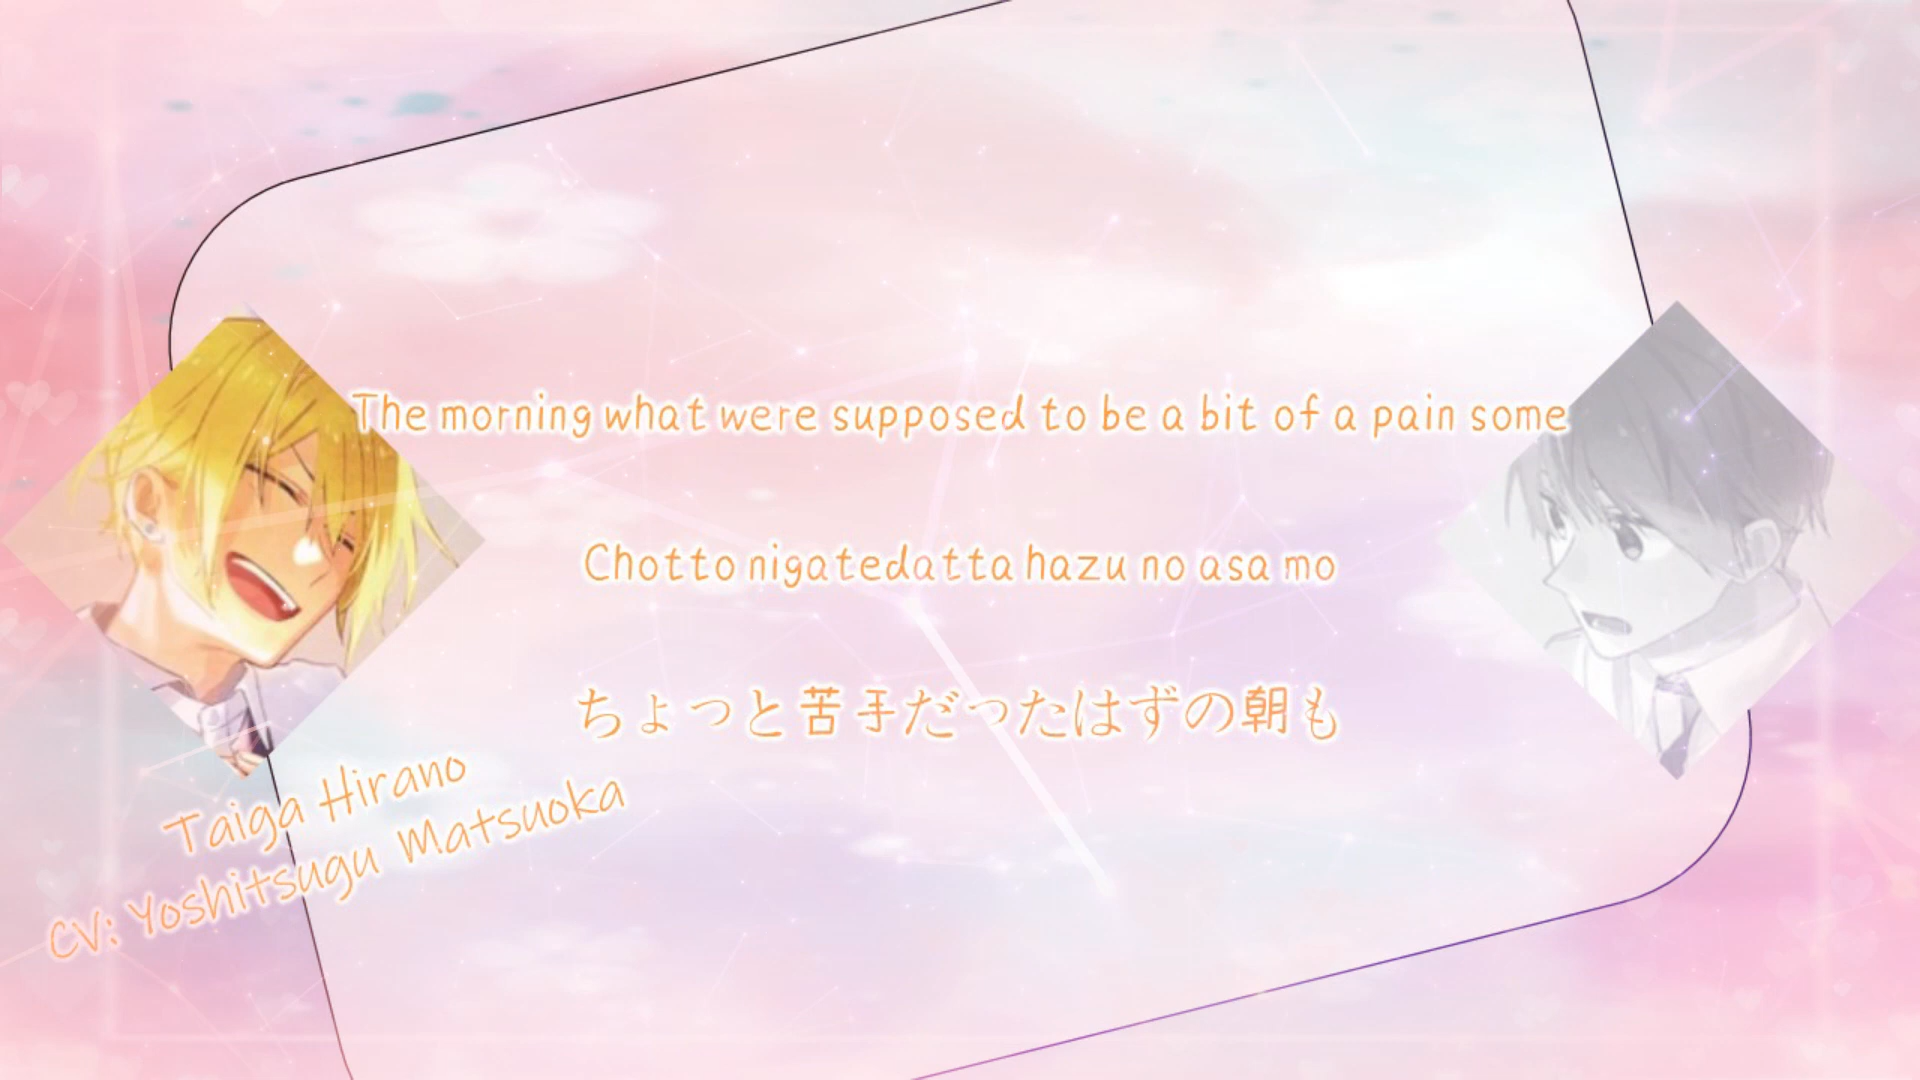 The morning what were supposed to be a bit of a pain some
Chotto nigatedatta hazu no asa mo
ちょっと苦手だったはずの朝も
Taiga Hirano
CV: Yoshitsugu Matsuoka